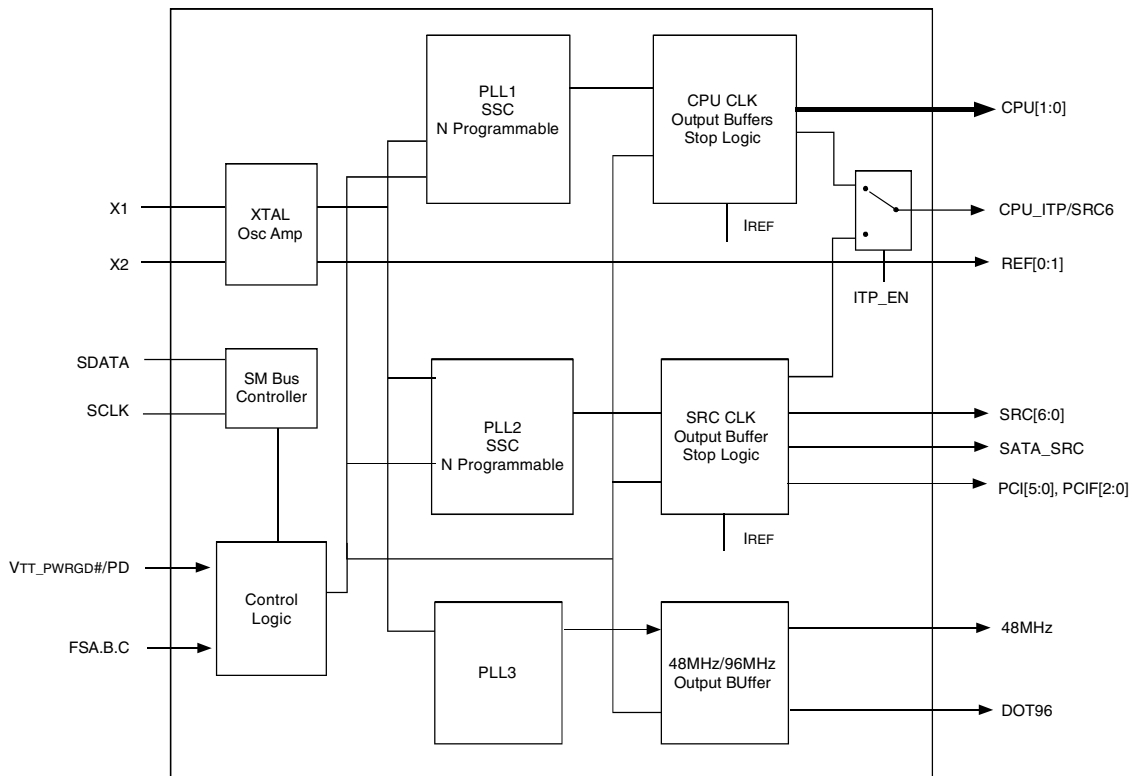 PLL1
SSC
N Programmable
CPU CLK
Output Buffers
Stop Logic
CPU[1:0]
X1
XTAL
Osc Amp
CPU_ITP/SRC6
IREF
X2
REF[0:1]
ITP_EN
SDATA
SM Bus
Controller
SCLK
PLL2
SSC
N Programmable
SRC CLK
Output Buffer
Stop Logic
SRC[6:0]
SATA_SRC
PCI[5:0], PCIF[2:0]
IREF
VTT_PWRGD#/PD
Control
Logic
FSA.B.C
PLL3
48MHz/96MHz
Output BUffer
48MHz
DOT96